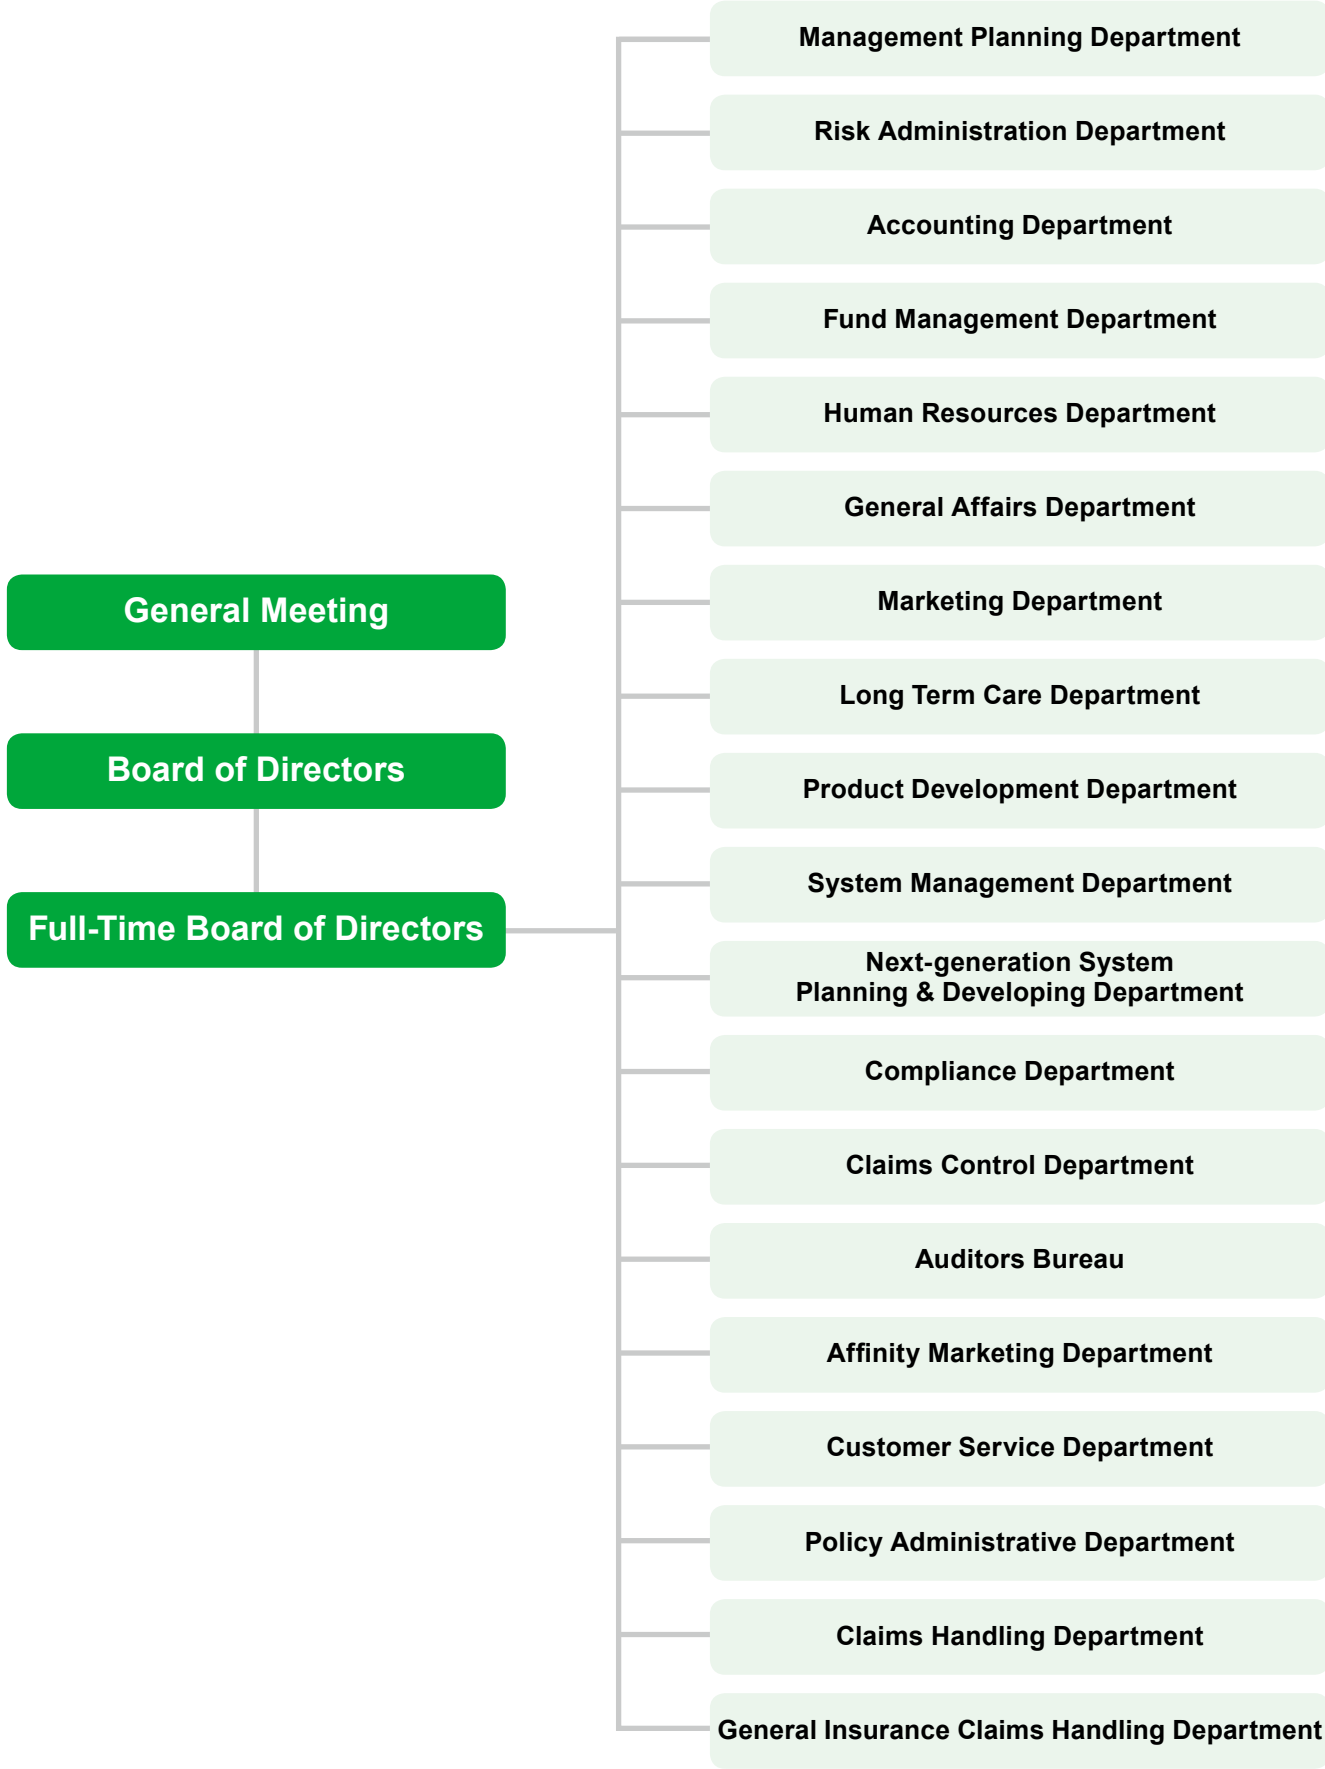 General Meeting
Board of Directors
Full-Time Board of Directors
Management Planning Department
Risk Administration Department
Accounting Department
Fund Management Department
Human Resources Department
General Affairs Department
Marketing Department
Long Term Care Department
Product Development Department
System Management Department
Next-generation System
Planning & Developing Department
Compliance Department
Claims Control Department
Auditors Bureau
Affinity Marketing Department
Customer Service Department
Policy Administrative Department
Claims Handling Department
General Insurance Claims Handling Department